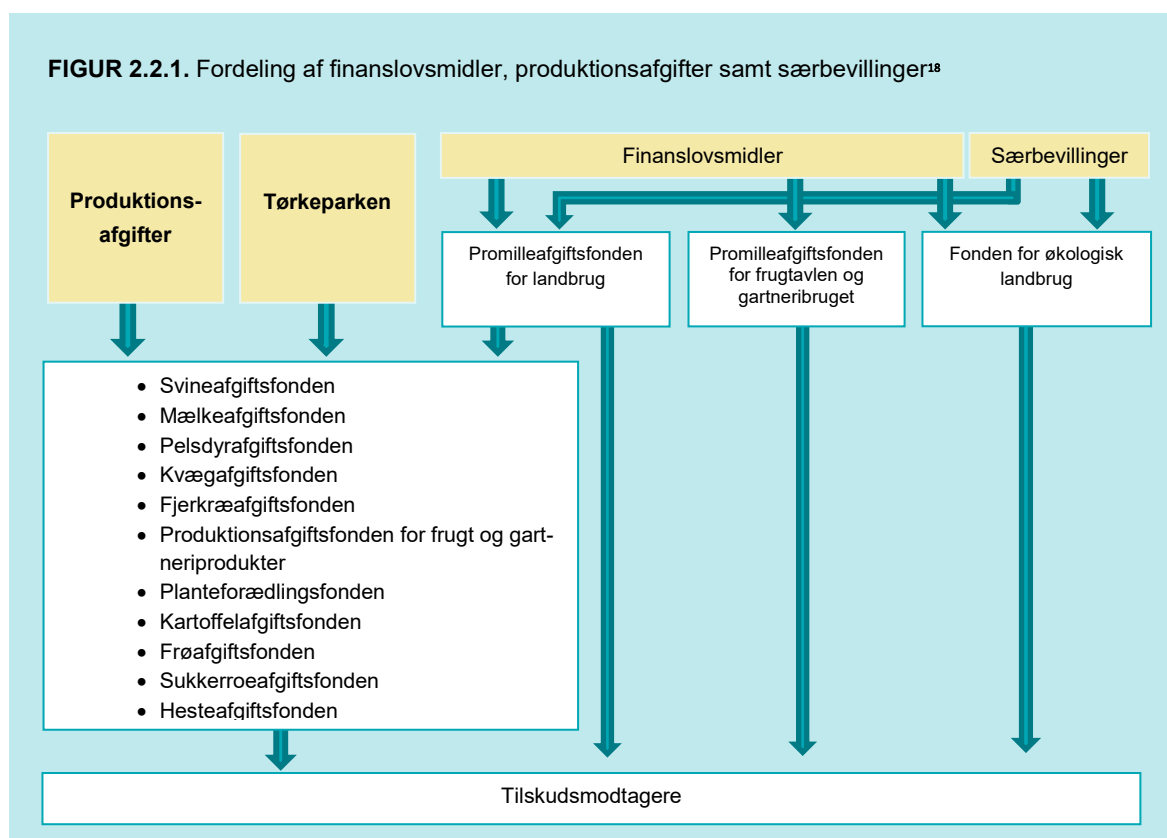 FIGUR 2.2.1. Fordeling af finanslovsmidler, produktionsafgifter samt særbevillinger¹⁸
Produktions-
afgifter
Tørkeparken
Finanslovsmidler
Særbevillinger
Promilleafgiftsfonden
for landbrug
Promilleafgiftsfonden
for frugtavlen og
gartneribruget
Fonden for økologisk
landbrug
• Svineafgiftsfonden
• Mælkeafgiftsfonden
• Pelsdyrafgiftsfonden
• Kvægafgiftsfonden
• Fjerkræafgiftsfonden
• Produktionsafgiftsfonden for frugt og gart-
neriprodukter
• Planteforædlingsfonden
• Kartoffelafgiftsfonden
• Frøafgiftsfonden
• Sukkerroeafgiftsfonden
• Hesteafgiftsfonden
Tilskudsmodtagere